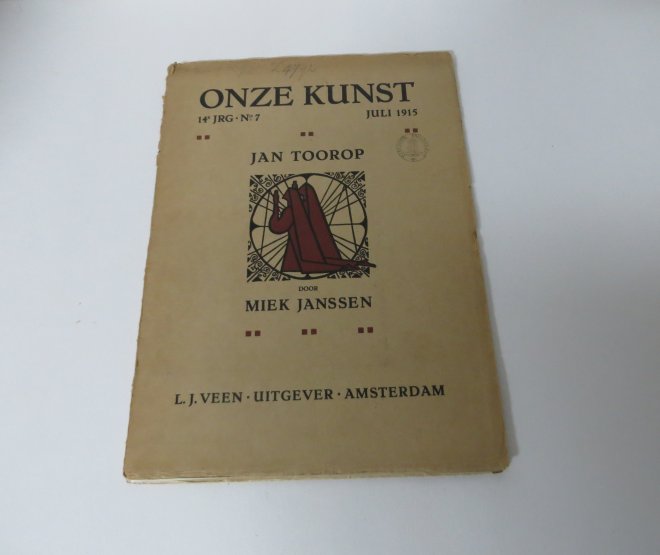 ONZE KUNST
14e JRG · No 7 JULI 1915
JAN TOOROP
DOOR
MIEK JANSSEN
L. J. VEEN · UITGEVER · AMSTERDAM